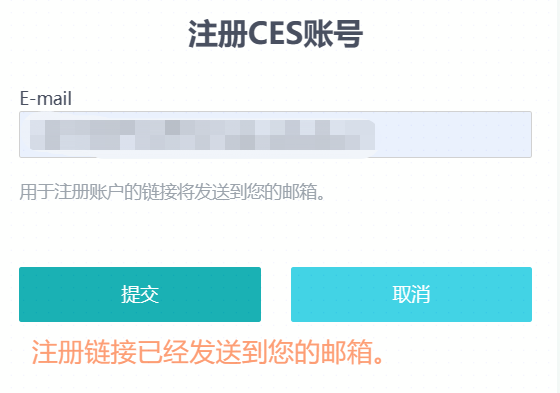 注册CES账号
E-mail
用于注册账户的链接将发送到您的邮箱。
提交
取消
注册链接已经发送到您的邮箱。